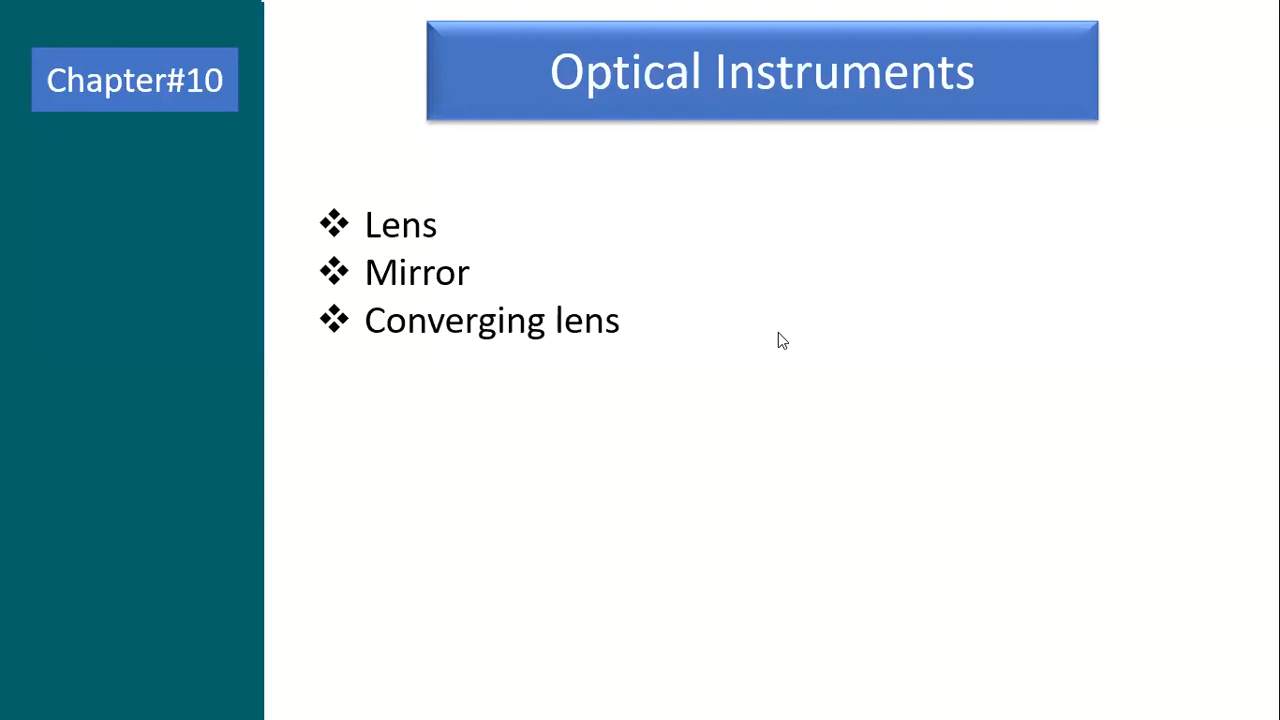 Chapter#10
Optical Instruments
❖ Lens
❖ Mirror
❖ Converging lens